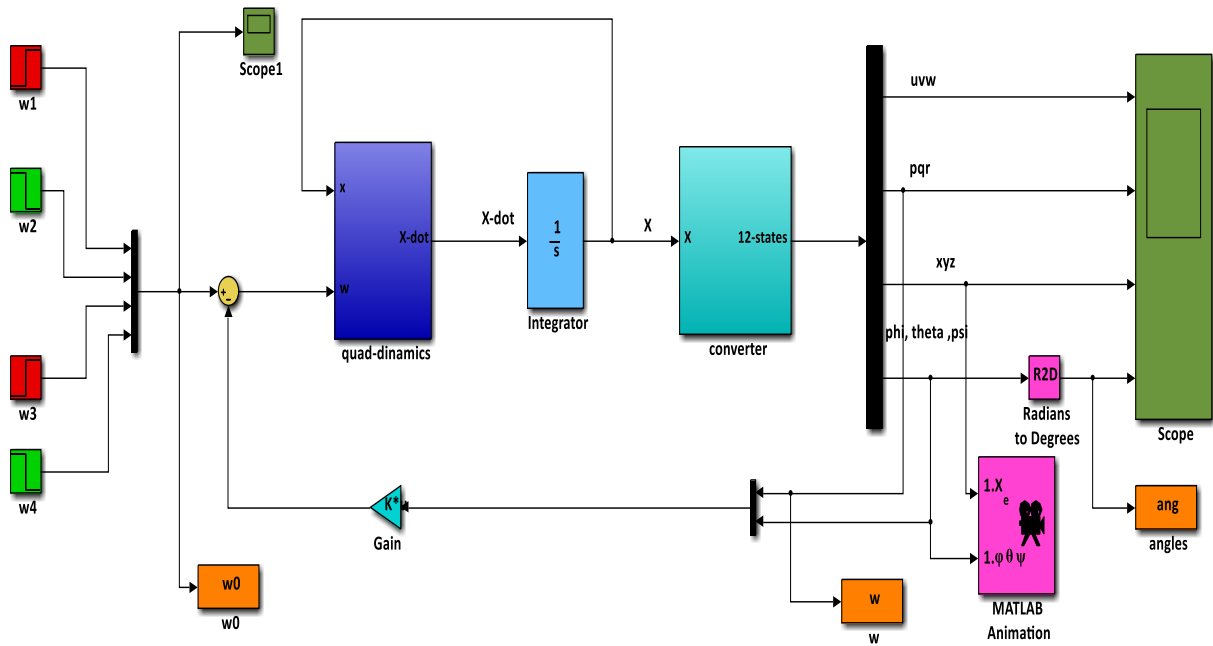 Scope1
w1
w2
w3
w4
+
-
x
w
X-dot
quad-dinamics
X-dot
1
s
Integrator
X
X
12-states
converter
uvw
pqr
xyz
phi, theta ,psi
R2D
Radians
to Degrees
Scope
K*
Gain
1.X
e
1.φ θ ψ
MATLAB
Animation
ang
angles
w0
w0
w
w